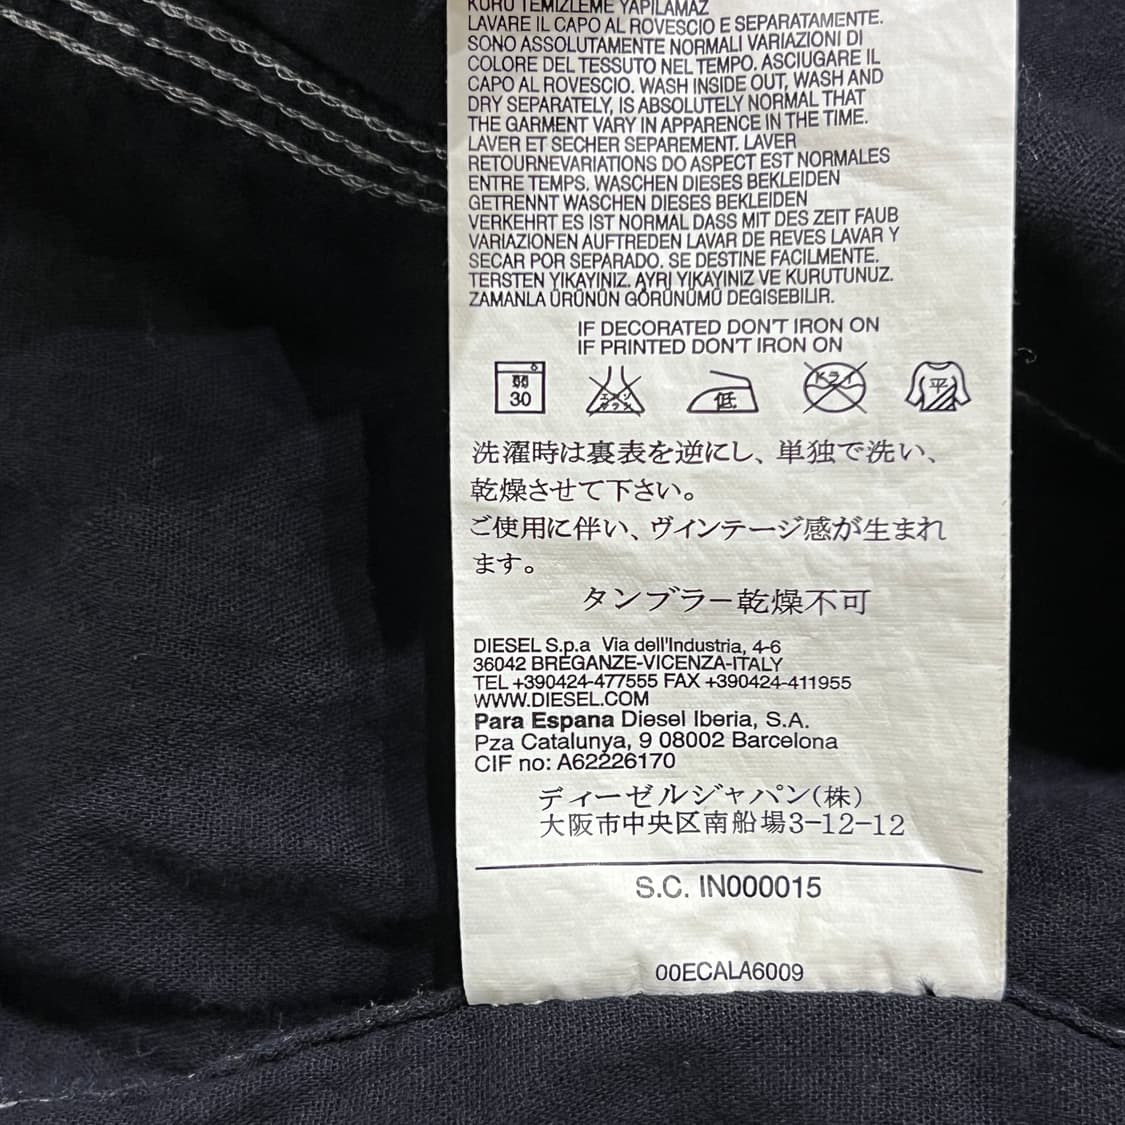 KURU TEMIZLEME YAPILAMAZ
LAVARE IL CAPO AL ROVESCIO E SEPARATAMENTE.
SONO ASSOLUTAMENTE NORMALI VARIAZIONI DI
COLORE DEL TESSUTO NEL TEMPO. ASCIUGARE IL
CAPO AL ROVESCIO. WASH INSIDE OUT, WASH AND
DRY SEPARATELY, IS ABSOLUTELY NORMAL THAT
THE GARMENT VARY IN APPARENCE IN THE TIME.
LAVER ET SECHER SEPAREMENT. LAVER
RETOURNEVARIATIONS DO ASPECT EST NORMALES
ENTRE TEMPS. WASCHEN DIESES BEKLEIDEN
GETRENNT WASCHEN DIESES BEKLEIDEN
VERKEHRT ES IST NORMAL DASS MIT DES ZEIT FAUB
VARIAZIONEN AUFTREDEN LAVAR DE REVES LAVAR Y
SECAR POR SEPARADO. SE DESTINE FACILMENTE.
TERSTEN YIKAYINIZ. AYRI YIKAYINIZ VE KURUTUNUZ.
ZAMANLA ÜRÜNÜN GÖRÜNÜMÜ DEGISEBILIR.
IF DECORATED DON'T IRON ON
IF PRINTED DON'T IRON ON
弱 30 エンソサラシ 低 ドライ 平
洗濯時は裏表を逆にし、単独で洗い、
乾燥させて下さい。
ご使用に伴い、ヴィンテージ感が生まれ
ます。
タンブラー乾燥不可
DIESEL S.p.a Via dell'Industria, 4-6
36042 BREGANZE-VICENZA-ITALY
TEL +390424-477555 FAX +390424-411955
WWW.DIESEL.COM
Para Espana Diesel Iberia, S.A.
Pza Catalunya, 9 08002 Barcelona
CIF no: A62226170
ディーゼルジャパン(株)
大阪市中央区南船場3-12-12
S.C. IN000015
00ECALA6009